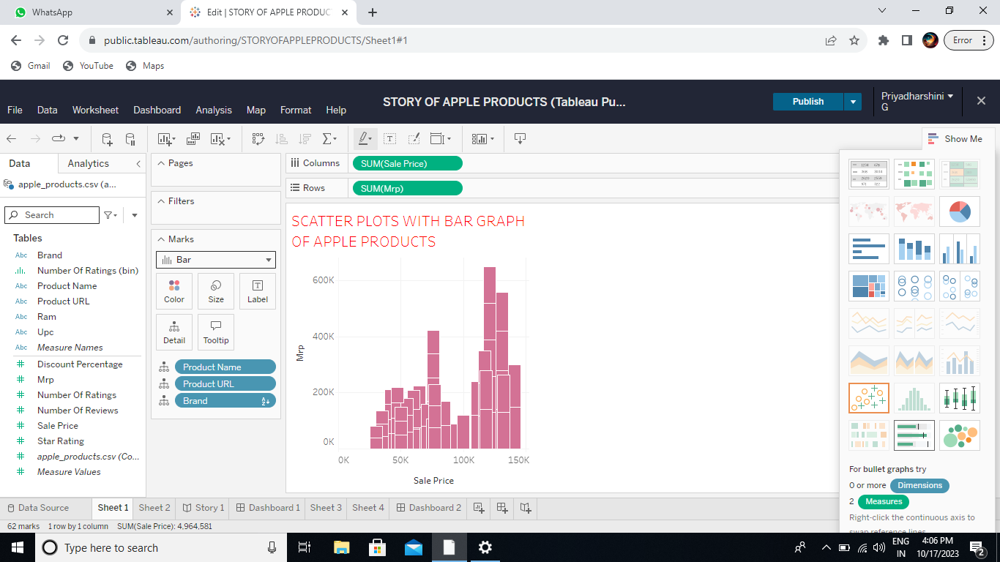 WhatsApp
Edit | STORY OF APPLE PRODUC
public.tableau.com/authoring/STORYOFAPPLEPRODUCTS/Sheet1#1
Error
Gmail
YouTube
Maps
File
Data
Worksheet
Dashboard
Analysis
Map
Format
Help
STORY OF APPLE PRODUCTS (Tableau Pu...
Publish
Priyadharshini
G
Show Me
Data
Analytics
apple_products.csv (a...
Search
Tables
Abc Brand
Number Of Ratings (bin)
Abc Product Name
Abc Product URL
Abc Ram
Abc Upc
Abc Measure Names
# Discount Percentage
# Mrp
# Number Of Ratings
# Number Of Reviews
# Sale Price
# Star Rating
# apple_products.csv (Co...
# Measure Values
Pages
Filters
Marks
Bar
Color
Size
Label
Detail
Tooltip
Product Name
Product URL
Brand
Columns
SUM(Sale Price)
Rows
SUM(Mrp)
SCATTER PLOTS WITH BAR GRAPH
OF APPLE PRODUCTS
600K
400K
200K
0K
Mrp
0K
50K
100K
150K
Sale Price
For bullet graphs try
0 or more Dimensions
2 Measures
Right-click the continuous axis to
swap reference lines
Data Source
Sheet 1
Sheet 2
Story 1
Dashboard 1
Sheet 3
Sheet 4
Dashboard 2
62 marks
1 row by 1 column
SUM(Sale Price): 4,964,581
Type here to search
ENG
IN
4:06 PM
10/17/2023
2